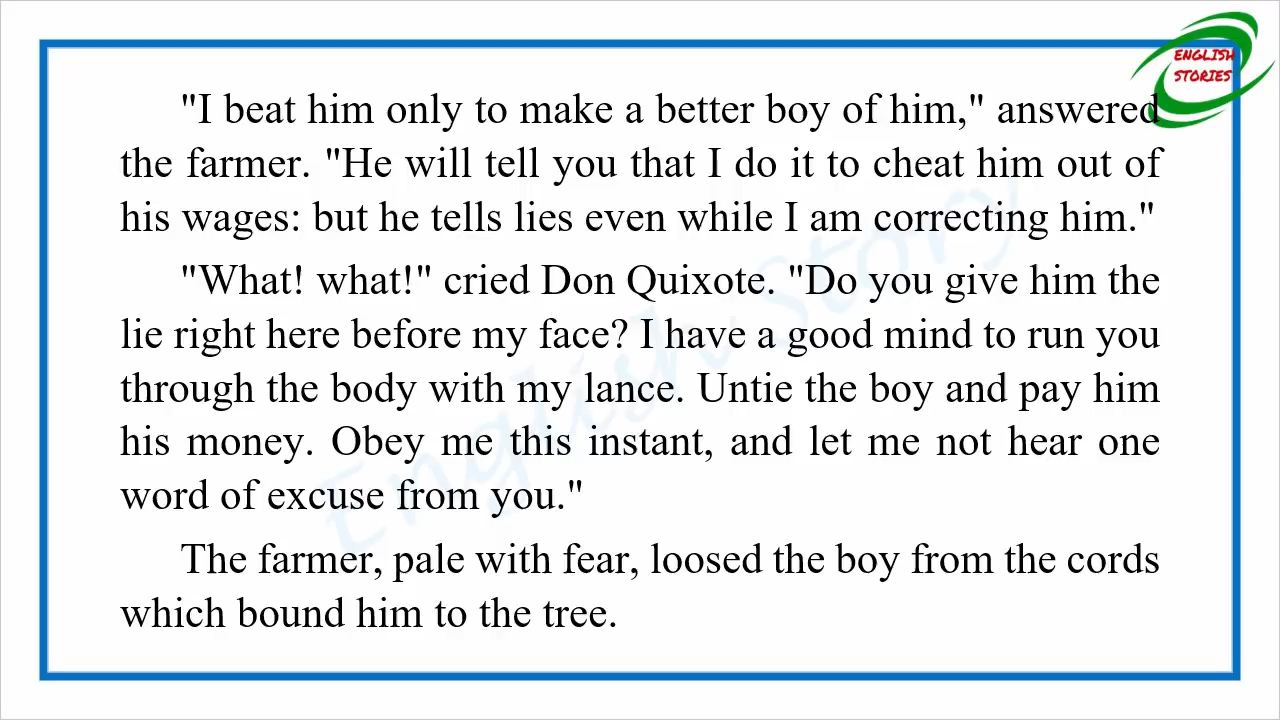 ENGLISH
STORIES
"I beat him only to make a better boy of him," answered
the farmer. "He will tell you that I do it to cheat him out of
his wages: but he tells lies even while I am correcting him."
"What! what!" cried Don Quixote. "Do you give him the
lie right here before my face? I have a good mind to run you
through the body with my lance. Untie the boy and pay him
his money. Obey me this instant, and let me not hear one
word of excuse from you."
The farmer, pale with fear, loosed the boy from the cords
which bound him to the tree.
English Story